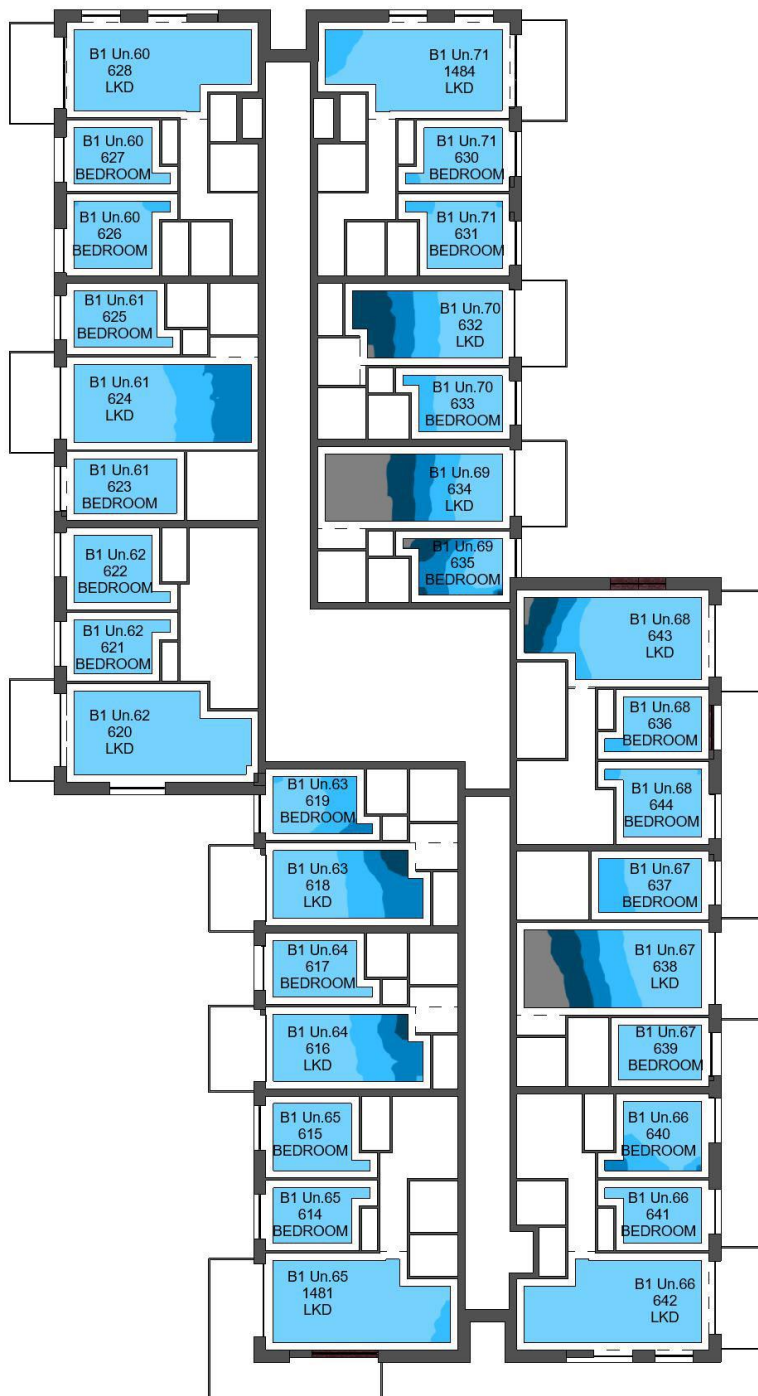 B1 Un.60
628
LKD
B1 Un.71
1484
LKD
B1 Un.60
627
BEDROOM
B1 Un.71
630
BEDROOM
B1 Un.60
626
BEDROOM
B1 Un.71
631
BEDROOM
B1 Un.61
625
BEDROOM
B1 Un.70
632
LKD
B1 Un.61
624
LKD
B1 Un.70
633
BEDROOM
B1 Un.61
623
BEDROOM
B1 Un.69
634
LKD
B1 Un.62
622
BEDROOM
B1 Un.69
635
BEDROOM
B1 Un.62
621
BEDROOM
B1 Un.68
643
LKD
B1 Un.62
620
LKD
B1 Un.68
636
BEDROOM
B1 Un.63
619
BEDROOM
B1 Un.68
644
BEDROOM
B1 Un.63
618
LKD
B1 Un.67
637
BEDROOM
B1 Un.64
617
BEDROOM
B1 Un.67
638
LKD
B1 Un.64
616
LKD
B1 Un.67
639
BEDROOM
B1 Un.65
615
BEDROOM
B1 Un.66
640
BEDROOM
B1 Un.65
614
BEDROOM
B1 Un.66
641
BEDROOM
B1 Un.65
1481
LKD
B1 Un.66
642
LKD